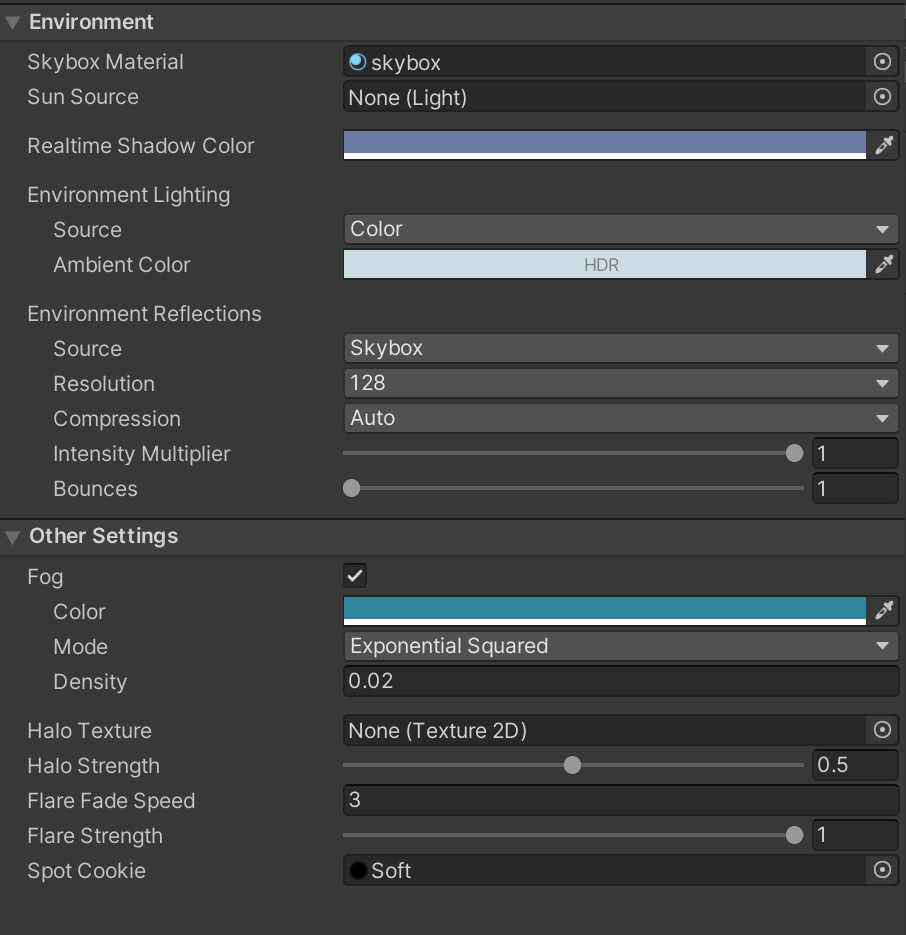 Environment
Skybox Material skybox
Sun Source None (Light)
Realtime Shadow Color
Environment Lighting
Source Color
Ambient Color HDR
Environment Reflections
Source Skybox
Resolution 128
Compression Auto
Intensity Multiplier 1
Bounces 1
Other Settings
Fog
Color
Mode Exponential Squared
Density 0.02
Halo Texture None (Texture 2D)
Halo Strength 0.5
Flare Fade Speed 3
Flare Strength 1
Spot Cookie Soft